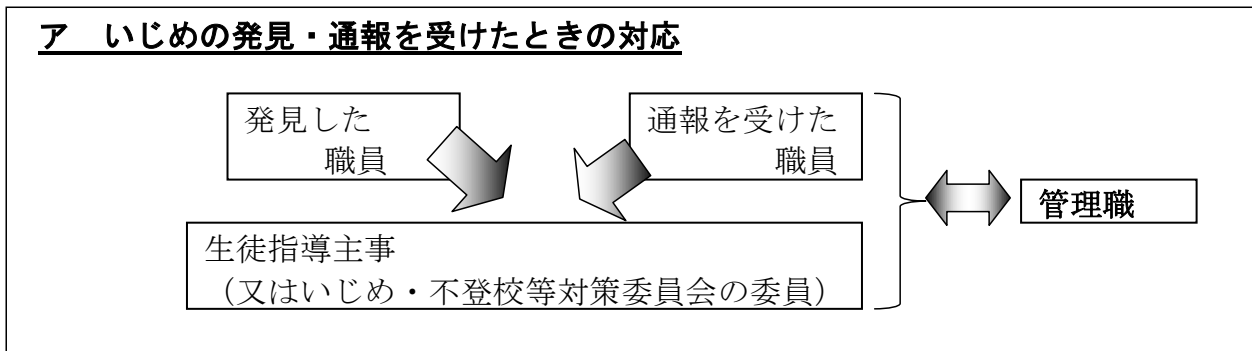 ア　いじめの発見・通報を受けたときの対応
発見した
職員
通報を受けた
職員
管理職
生徒指導主事
（又はいじめ・不登校等対策委員会の委員）